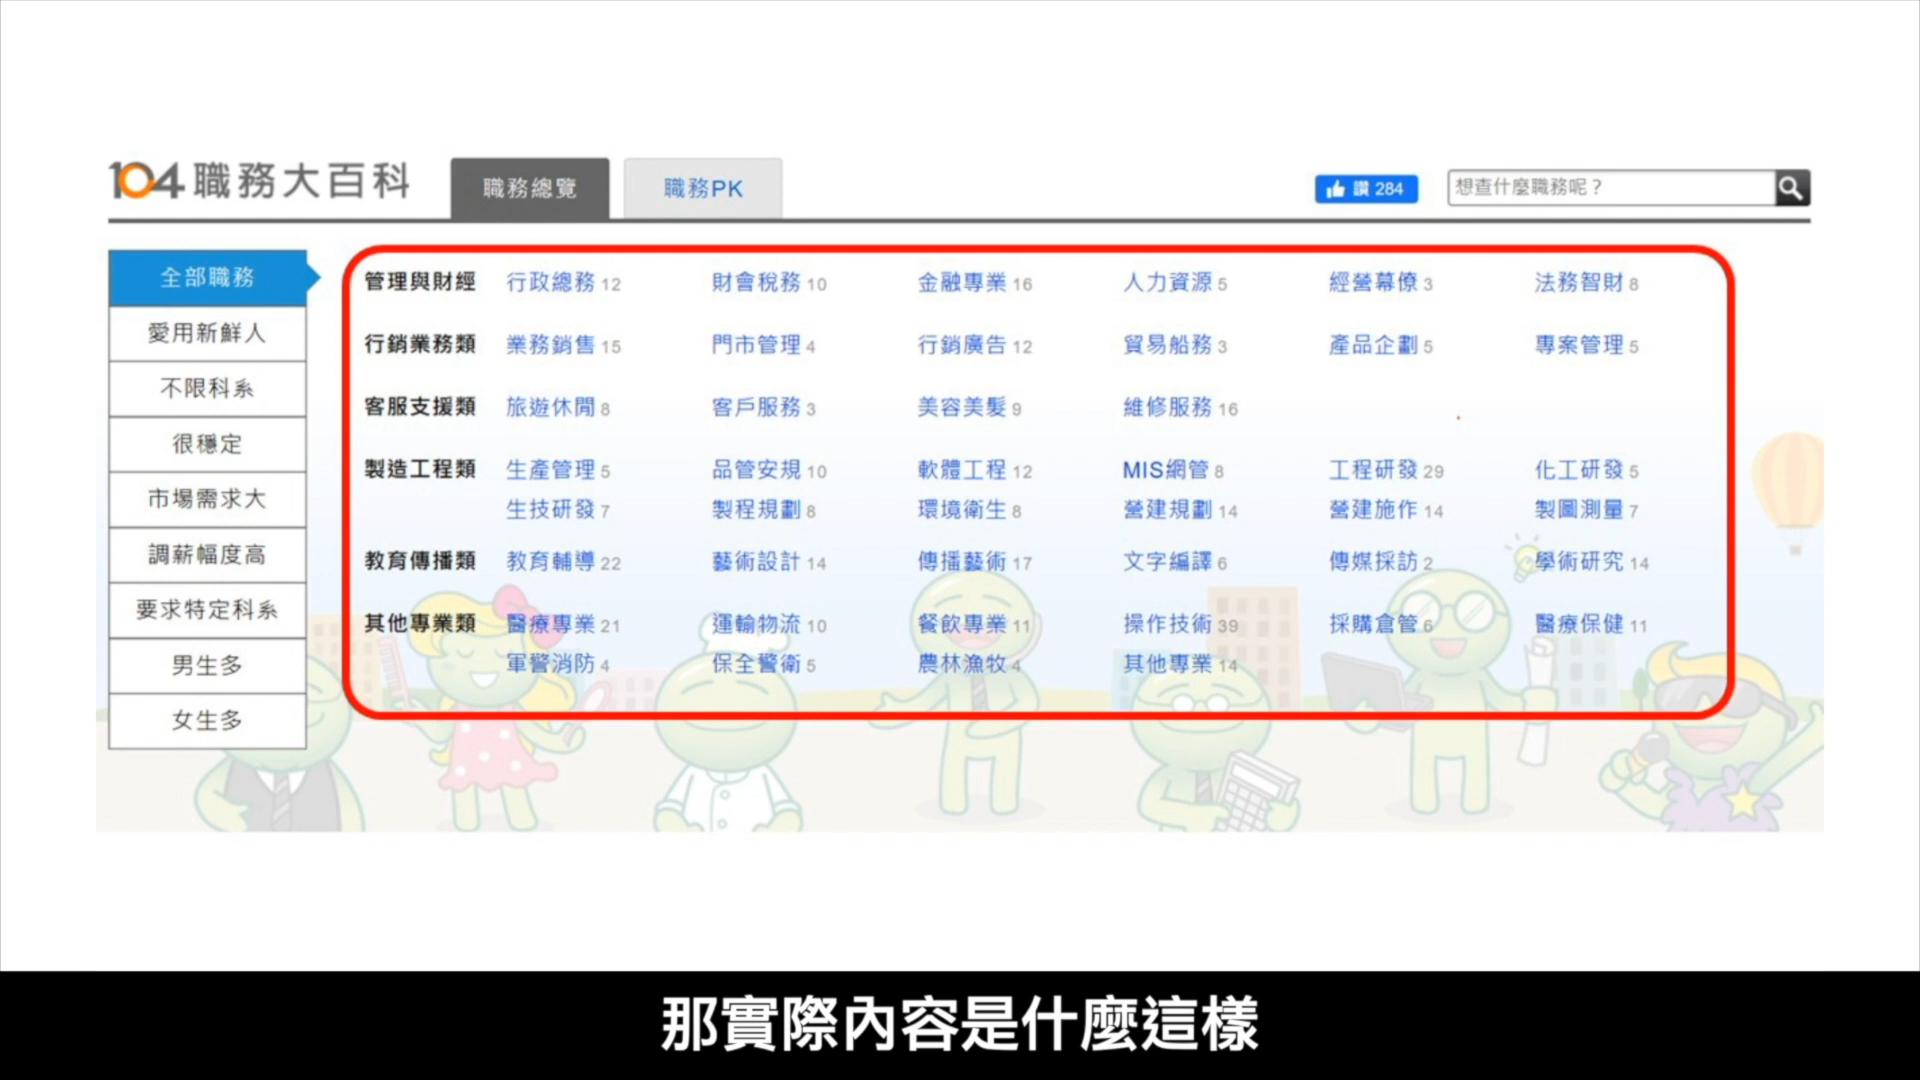 104職務大百科 職務總覽 職務PK 讚 284 想查什麼職務呢？
全部職務
愛用新鮮人
不限科系
很穩定
市場需求大
調薪幅度高
要求特定科系
男生多
女生多
管理與財經 行政總務 12 財會稅務 10 金融專業 16 人力資源 5 經營幕僚 3 法務智財 8
行銷業務類 業務銷售 15 門市管理 4 行銷廣告 12 貿易船務 3 產品企劃 5 專案管理 5
客服支援類 旅遊休閒 8 客戶服務 3 美容美髮 9 維修服務 16
製造工程類 生產管理 5 品管安規 10 軟體工程 12 MIS網管 8 工程研發 29 化工研發 5
生技研發 7 製程規劃 8 環境衛生 8 營建規劃 14 營建施作 14 製圖測量 7
教育傳播類 教育輔導 22 藝術設計 14 傳播藝術 17 文字編譯 6 傳媒採訪 2 學術研究 14
其他專業類 醫療專業 21 運輸物流 10 餐飲專業 11 操作技術 39 採購倉管 6 醫療保健 11
軍警消防 4 保全警衛 5 農林漁牧 4 其他專業 14
那實際內容是什麼這樣